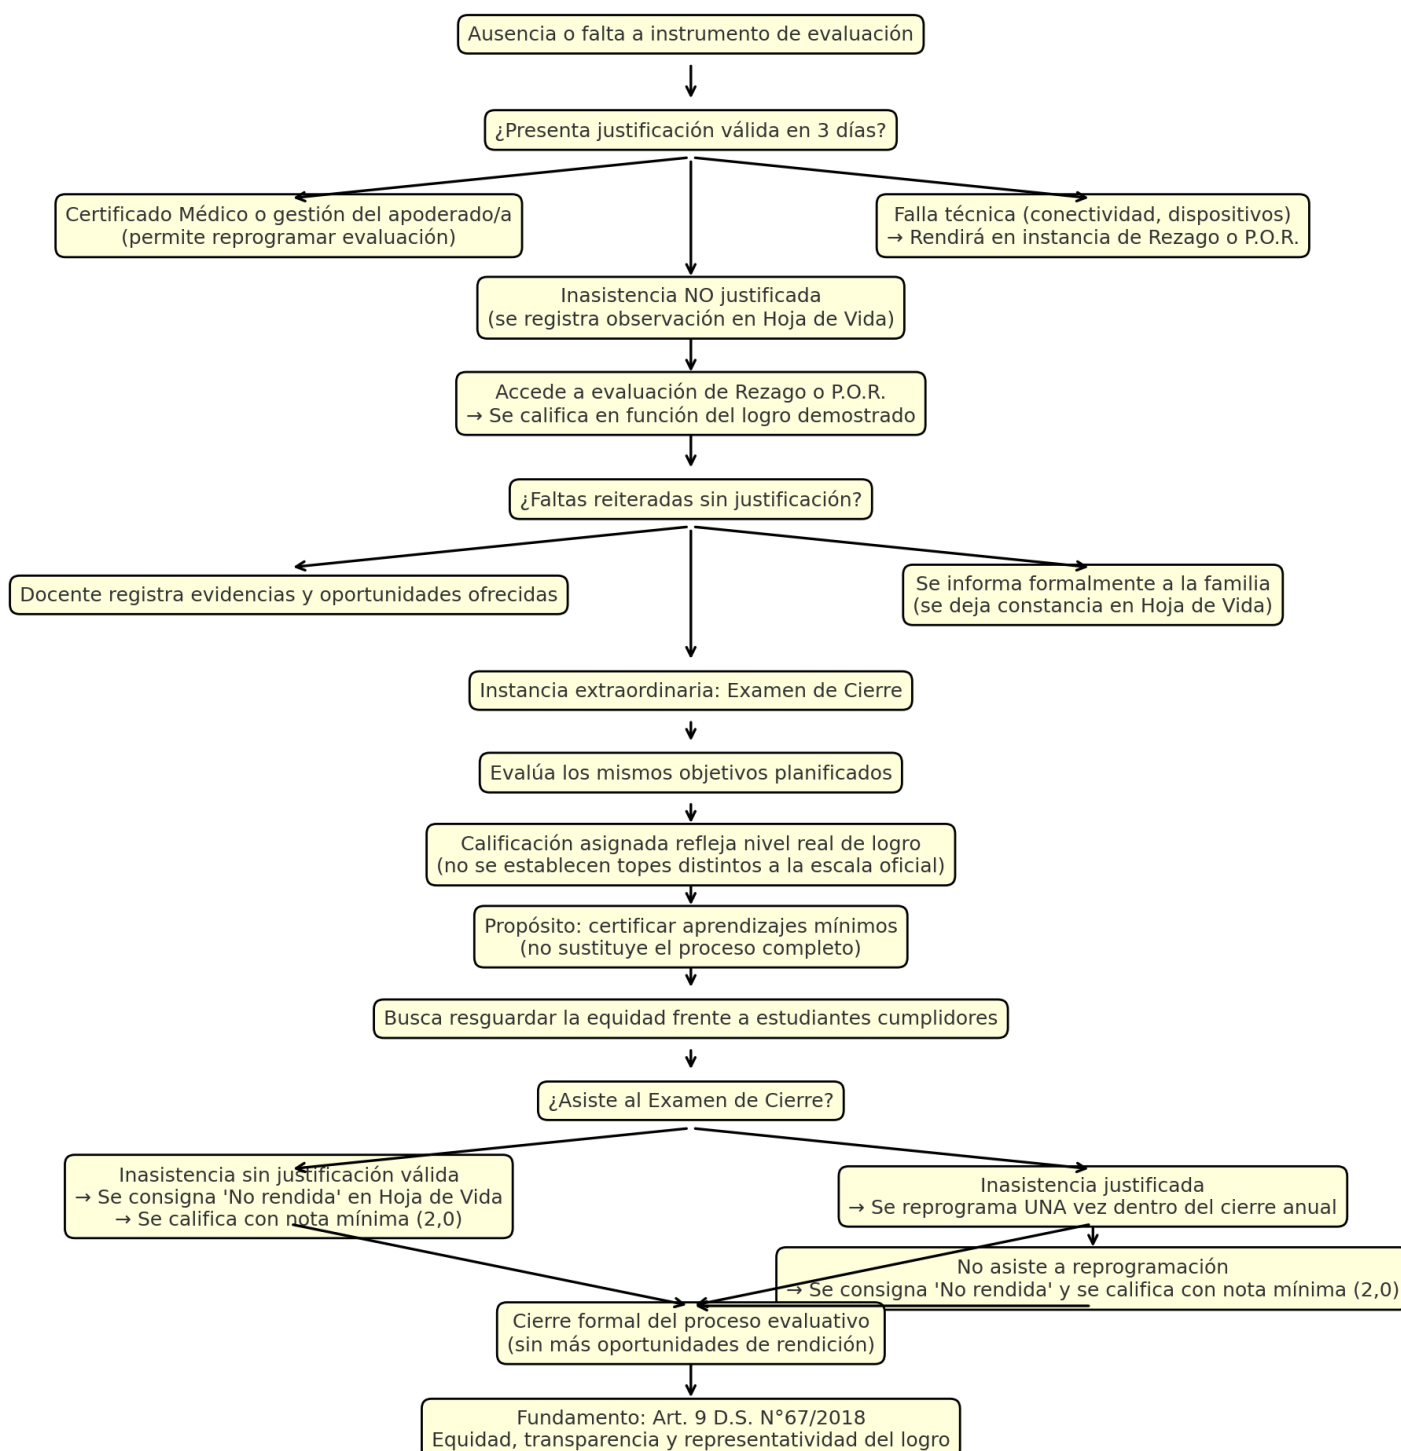 Ausencia o falta a instrumento de evaluación
¿Presenta justificación válida en 3 días?
Certificado Médico o gestión del apoderado/a
(permite reprogramar evaluación)
Falla técnica (conectividad, dispositivos)
→ Rendirá en instancia de Rezago o P.O.R.
Inasistencia NO justificada
(se registra observación en Hoja de Vida)
Accede a evaluación de Rezago o P.O.R.
→ Se califica en función del logro demostrado
¿Faltas reiteradas sin justificación?
Docente registra evidencias y oportunidades ofrecidas
Se informa formalmente a la familia
(se deja constancia en Hoja de Vida)
Instancia extraordinaria: Examen de Cierre
Evalúa los mismos objetivos planificados
Calificación asignada refleja nivel real de logro
(no se establecen topes distintos a la escala oficial)
Propósito: certificar aprendizajes mínimos
(no sustituye el proceso completo)
Busca resguardar la equidad frente a estudiantes cumplidores
¿Asiste al Examen de Cierre?
Inasistencia sin justificación válida
→ Se consigna 'No rendida' en Hoja de Vida
→ Se califica con nota mínima (2,0)
Inasistencia justificada
→ Se reprograma UNA vez dentro del cierre anual
No asiste a reprogramación
→ Se consigna 'No rendida' y se califica con nota mínima (2,0)
Cierre formal del proceso evaluativo
(sin más oportunidades de rendición)
Fundamento: Art. 9 D.S. N°67/2018
Equidad, transparencia y representatividad del logro